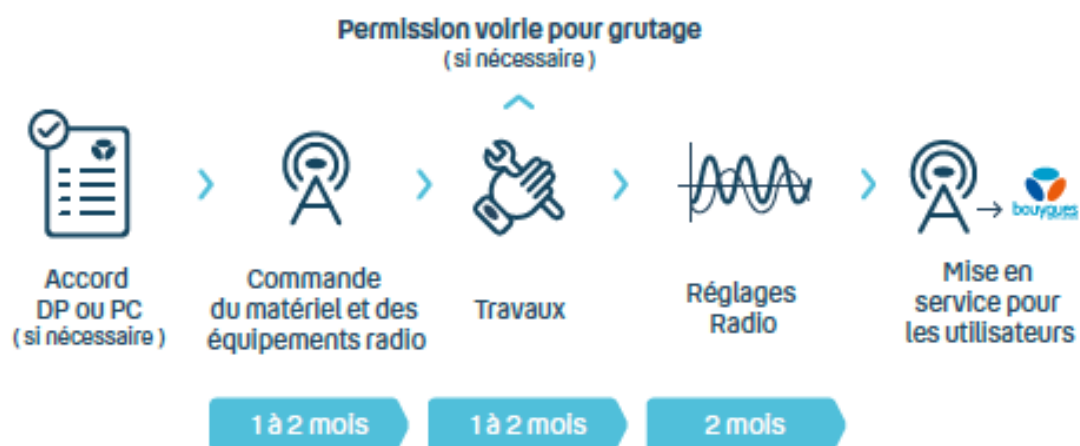 Permission voirie pour grutage
( si nécessaire )
Accord
DP ou PC
( si nécessaire )
Commande
du matériel et des
équipements radio
Travaux
Réglages
Radio
bouygues
Mise en
service pour
les utilisateurs
1 à 2 mois
1 à 2 mois
2 mois